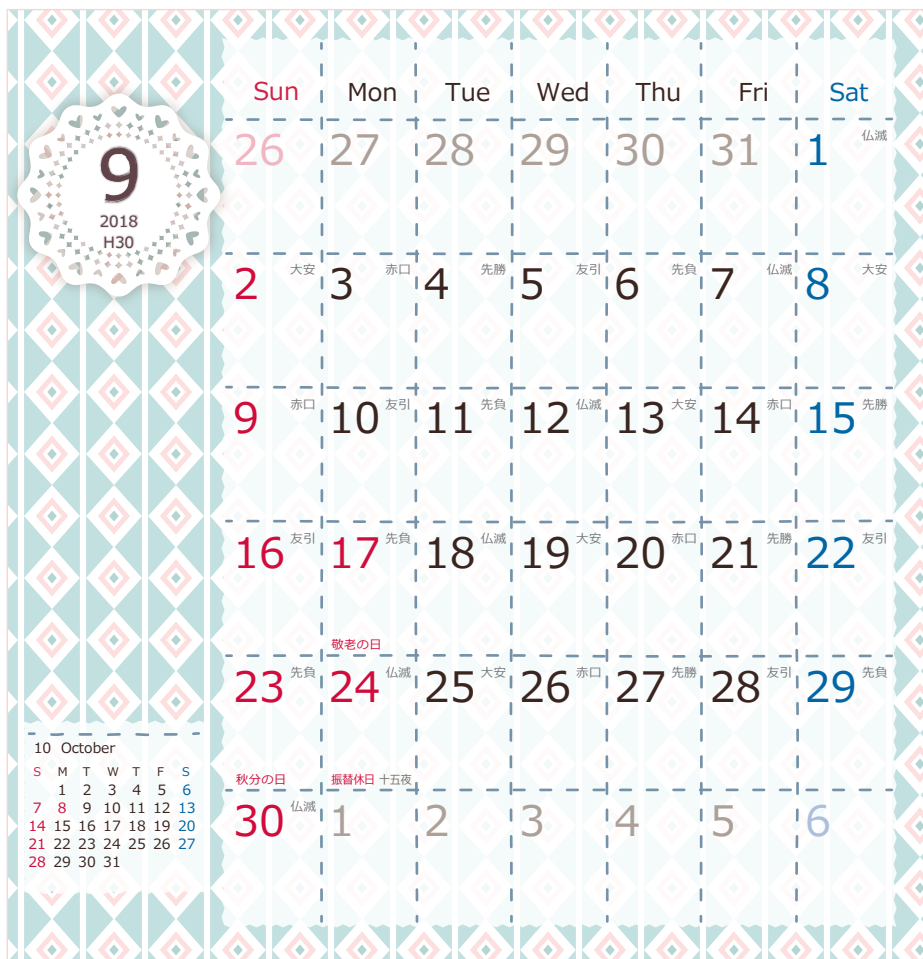 9
2018
H30
Sun Mon Tue Wed Thu Fri Sat
26 27 28 29 30 31 1 仏滅
2 大安 3 赤口 4 先勝 5 友引 6 先負 7 仏滅 8 大安
9 赤口 10 友引 11 先負 12 仏滅 13 大安 14 赤口 15 先勝
16 友引 17 先負 18 仏滅 19 大安 20 赤口 21 先勝 22 友引
敬老の日
23 先負 24 仏滅 25 大安 26 赤口 27 先勝 28 友引 29 先負
秋分の日 振替休日 十五夜
30 仏滅 1 2 3 4 5 6
10 October
S M T W T F S
1 2 3 4 5 6
7 8 9 10 11 12 13
14 15 16 17 18 19 20
21 22 23 24 25 26 27
28 29 30 31